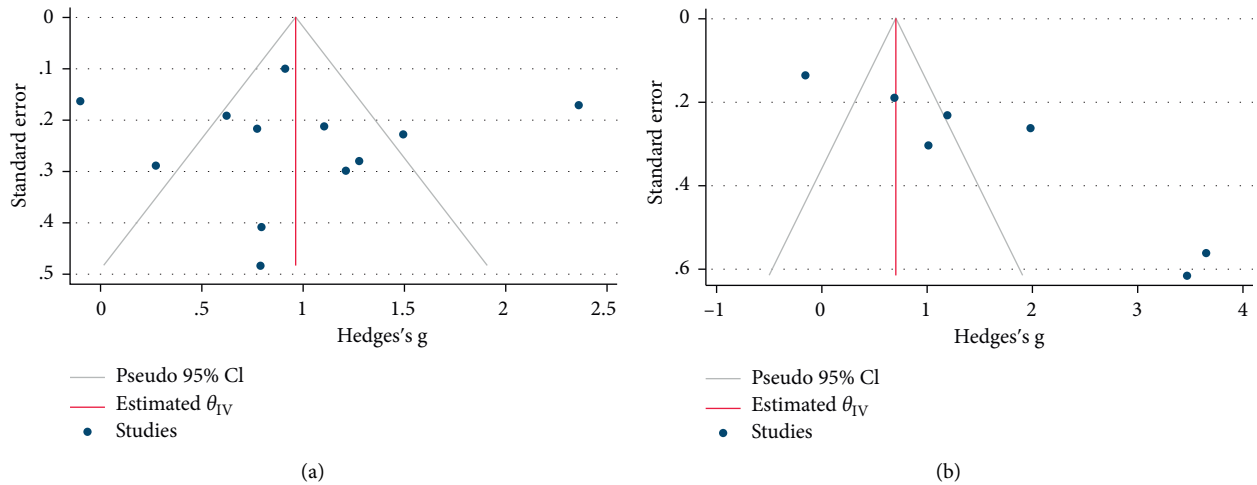 0
.1
.2
.3
.4
.5
Standard error
0
.5
1
1.5
2
2.5
Hedges's g
Pseudo 95% Cl
Estimated θIV
Studies
(a)
0
.2
.4
.6
Standard error
–1
0
1
2
3
4
Hedges's g
Pseudo 95% Cl
Estimated θIV
Studies
(b)